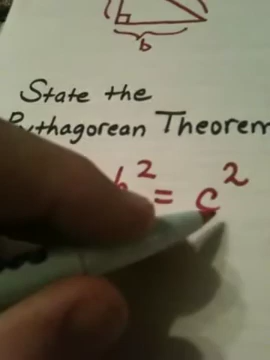 b
State the
Pythagorean Theorem
b² = c²